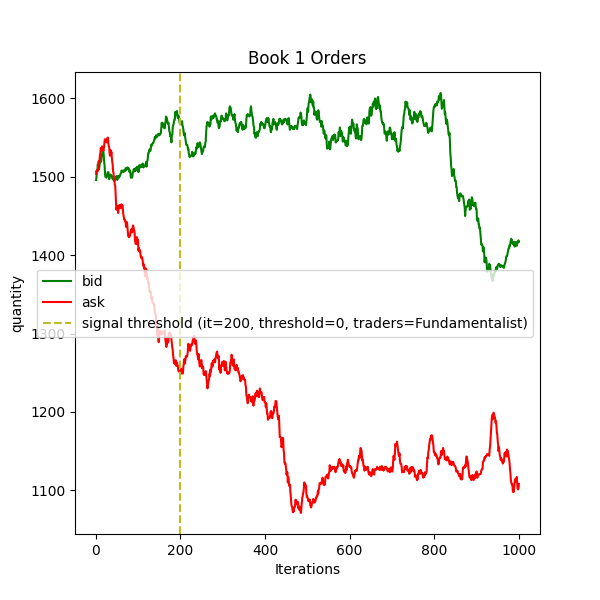 Book 1 Orders
1600
1500
1400
1300
1200
1100
quantity
bid
ask
signal threshold (it=200, threshold=0, traders=Fundamentalist)
0 200 400 600 800 1000
Iterations